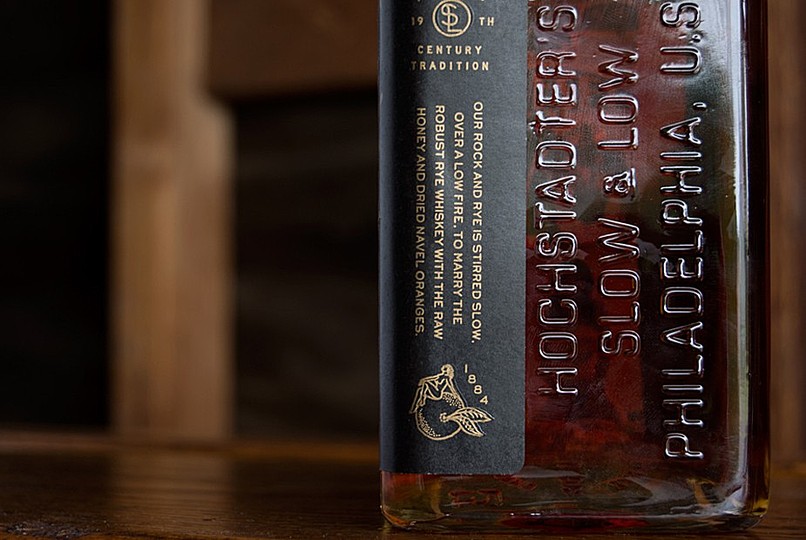 19 TH
SL
CENTURY
TRADITION
OUR ROCK AND RYE IS STIRRED SLOW,
OVER A LOW FIRE, TO MARRY THE
ROBUST RYE WHISKEY WITH THE RAW
HONEY AND DRIED NAVEL ORANGES.
1884
HOCHSTADTER'S
SLOW & LOW
PHILADELPHIA, U.S